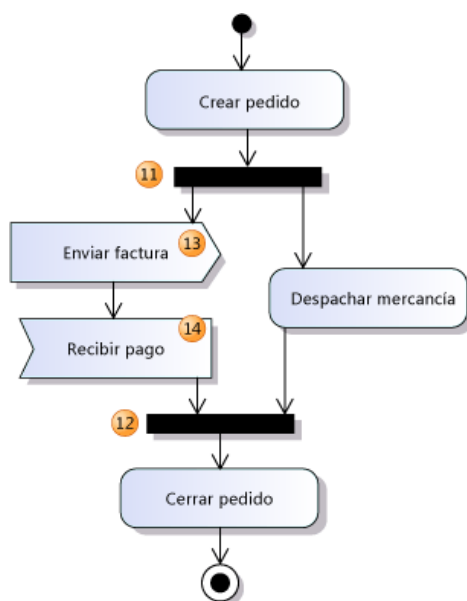 Crear pedido
11
13
Enviar factura
Despachar mercancía
14
Recibir pago
12
Cerrar pedido